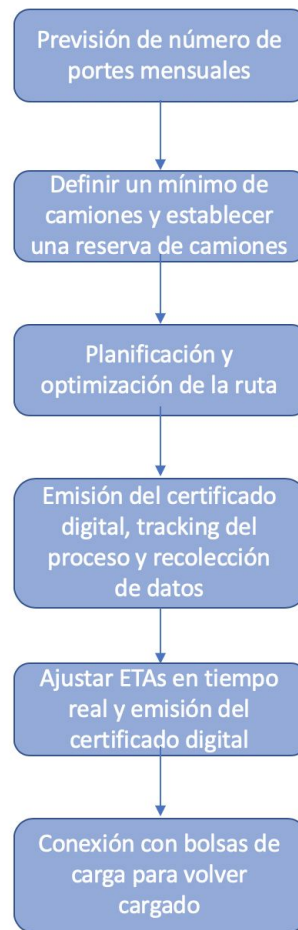 Previsión de número de
portes mensuales
Definir un mínimo de
camiones y establecer
una reserva de camiones
Planificación y
optimización de la ruta
Emisión del certificado
digital, tracking del
proceso y recolección
de datos
Ajustar ETAs en tiempo
real y emisión del
certificado digital
Conexión con bolsas de
carga para volver
cargado